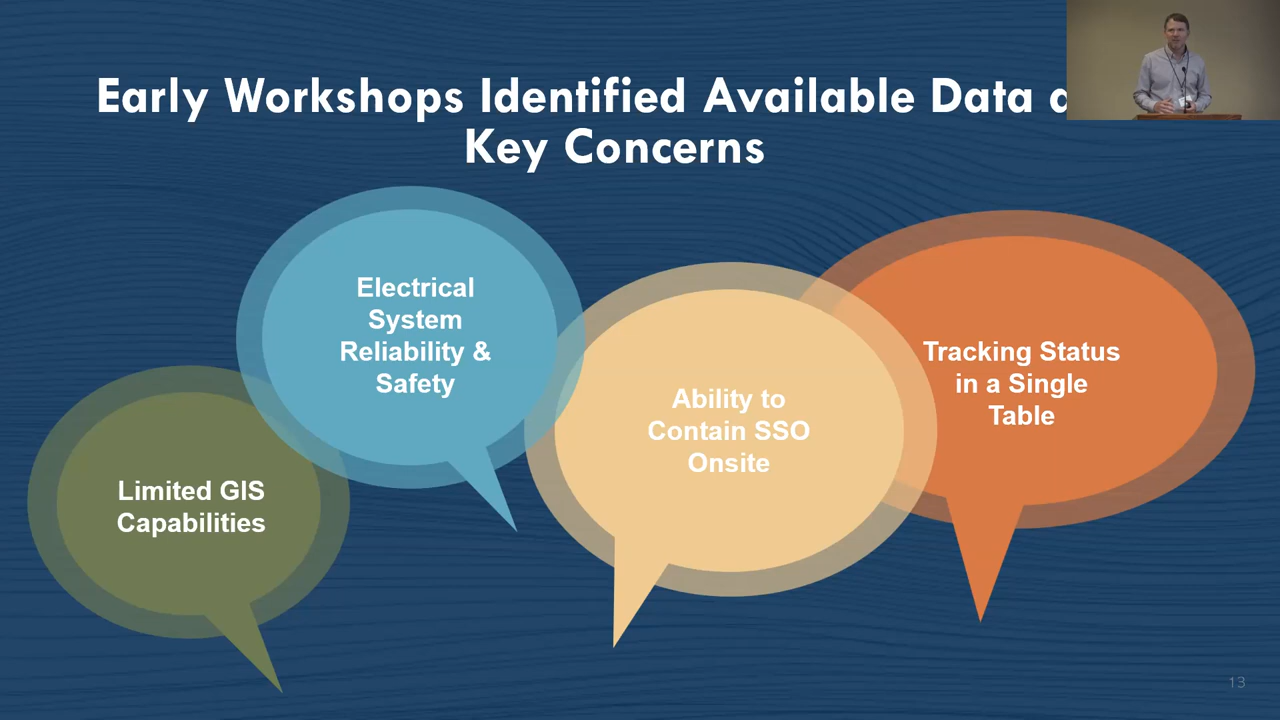 Early Workshops Identified Available Data
Key Concerns
Electrical
System
Reliability &
Safety
Tracking Status
in a Single
Table
Ability to
Contain SSO
Onsite
Limited GIS
Capabilities
13